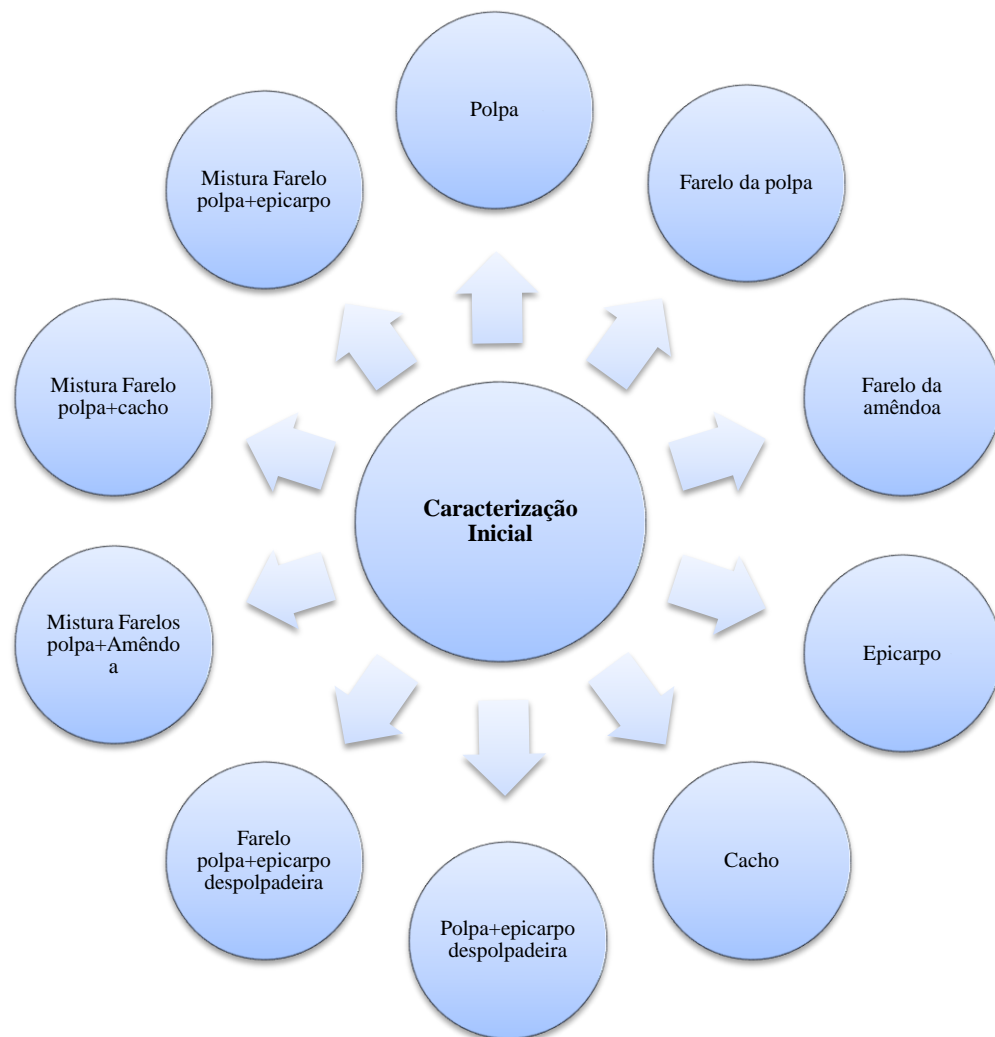 Polpa
Farelo da polpa
Farelo da
amêndoa
Epicarpo
Cacho
Polpa+epicarpo
despolpadeira
Farelo
polpa+epicarpo
despolpadeira
Mistura Farelos
polpa+Amêndo
a
Mistura Farelo
polpa+cacho
Mistura Farelo
polpa+epicarpo
Caracterização
Inicial